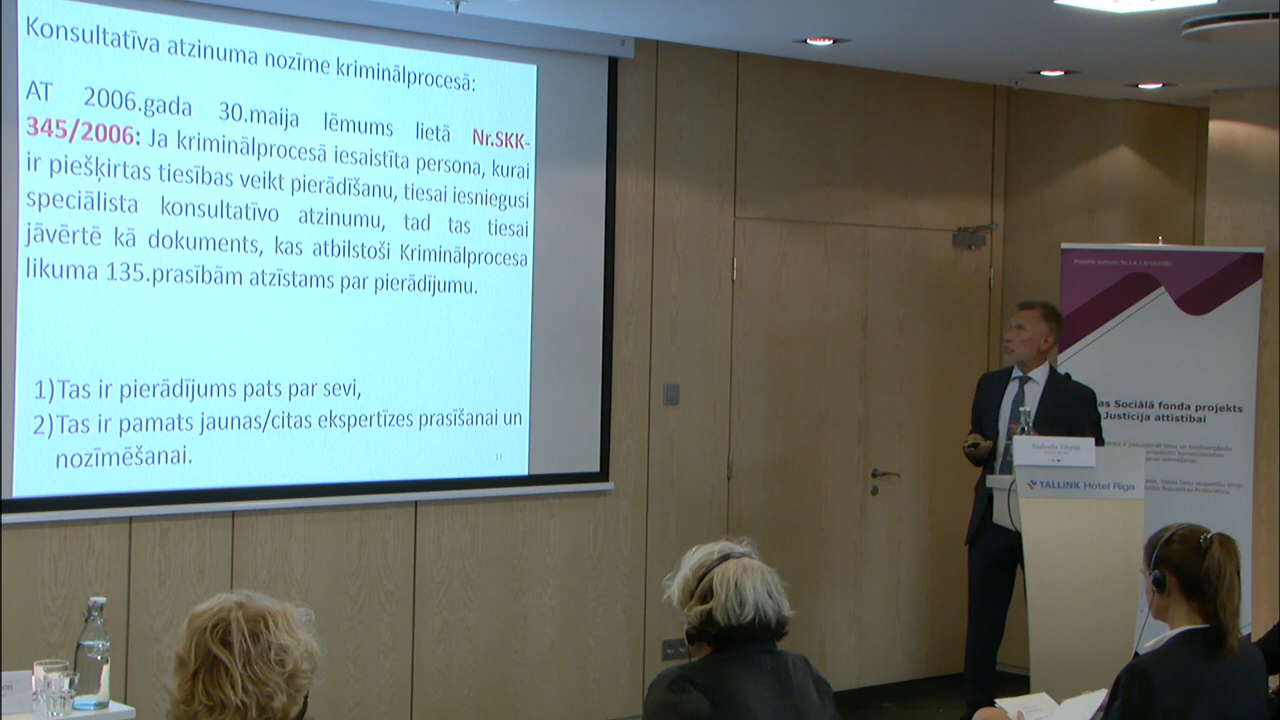 Konsultatīva atzinuma nozīme kriminālprocesā:
AT 2006.gada 30.maija lēmums lietā Nr.SKK-
345/2006: Ja kriminālprocesā iesaistīta persona, kurai
ir piešķirtas tiesības veikt pierādīšanu, tiesai iesniegusi
speciālista konsultatīvo atzinumu, tad tas tiesai
jāvērtē kā dokuments, kas atbilstoši Kriminālprocesa
likuma 135.prasībām atzīstams par pierādījumu.
1)Tas ir pierādījums pats par sevi,
2)Tas ir pamats jaunas/citas ekspertīzes prasīšanai un
nozīmēšanai.
as Sociālā fonda projekts
Justīcija attīstībai
TALLINK Hotel Riga